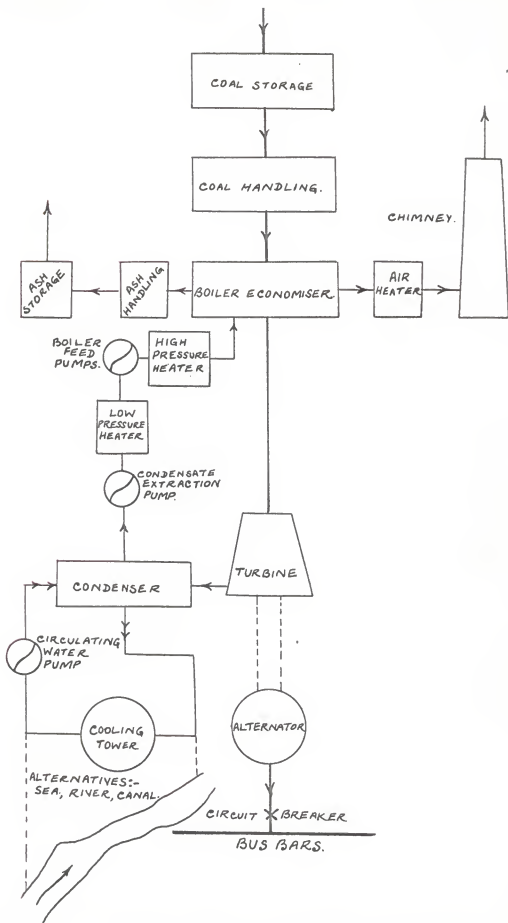 COAL STORAGE
COAL HANDLING.
CHIMNEY.
ASH
STORAGE
ASH
HANDLING
BOILER ECONOMISER
AIR
HEATER
BOILER
FEED
PUMPS.
HIGH
PRESSURE
HEATER
LOW
PRESSURE
HEATER
CONDENSATE
EXTRACTION
PUMP.
TURBINE
CONDENSER
CIRCULATING
WATER
PUMP
COOLING
TOWER
ALTERNATOR
ALTERNATIVES:-
SEA, RIVER, CANAL.
CIRCUIT BREAKER
BUS BARS.